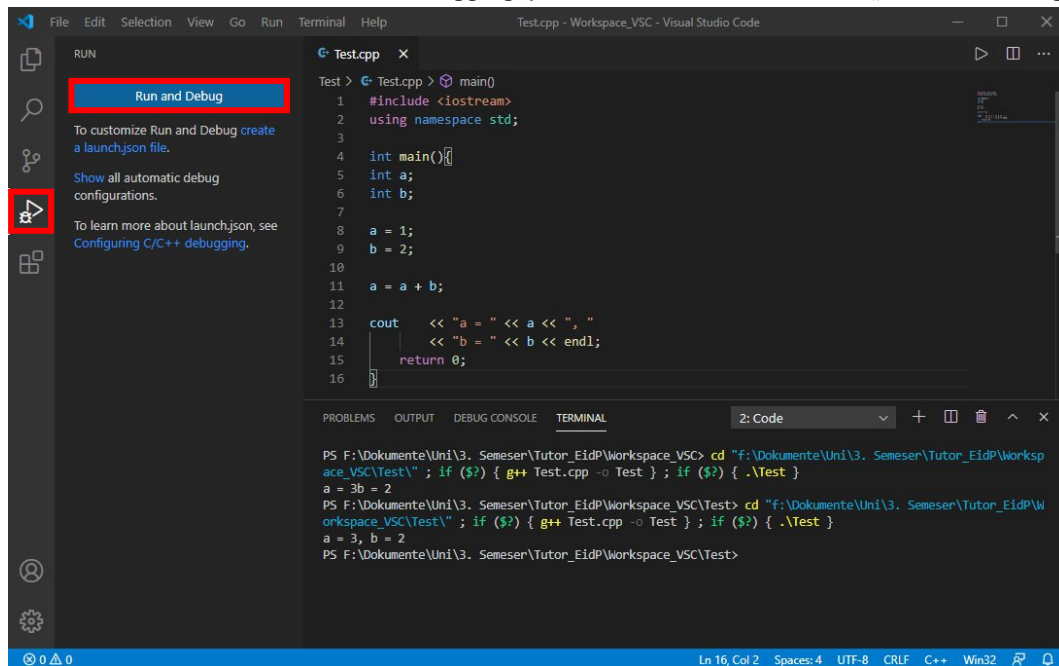 File Edit Selection View Go Run Terminal Help Test.cpp - Workspace_VSC - Visual Studio Code
RUN
Run and Debug
To customize Run and Debug create
a launch.json file.
Show all automatic debug
configurations.
To learn more about launch.json, see
Configuring C/C++ debugging.
Test.cpp
Test > Test.cpp > main()
1 #include <iostream>
2 using namespace std;
3
4 int main(){
5 int a;
6 int b;
7
8 a = 1;
9 b = 2;
10
11 a = a + b;
12
13 cout << "a = " << a << ", "
14 << "b = " << b << endl;
15 return 0;
16 }
PROBLEMS OUTPUT DEBUG CONSOLE TERMINAL 2: Code
PS F:\Dokumente\Uni\3. Semeser\Tutor_EidP\Workspace_VSC> cd "f:\Dokumente\Uni\3. Semeser\Tutor_EidP\Worksp
ace_VSC\Test\" ; if ($?) { g++ Test.cpp -o Test } ; if ($?) { .\Test }
a = 3b = 2
PS F:\Dokumente\Uni\3. Semeser\Tutor_EidP\Workspace_VSC\Test> cd "f:\Dokumente\Uni\3. Semeser\Tutor_EidP\W
orkspace_VSC\Test\" ; if ($?) { g++ Test.cpp -o Test } ; if ($?) { .\Test }
a = 3, b = 2
PS F:\Dokumente\Uni\3. Semeser\Tutor_EidP\Workspace_VSC\Test>
0 0 Ln 16, Col 2 Spaces: 4 UTF-8 CRLF C++ Win32